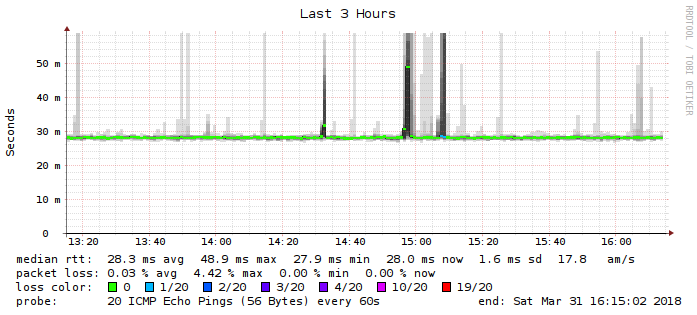 Last 3 Hours
RRDTOOL / TOBI OETIKER
Seconds
50 m
40 m
30 m
20 m
10 m
0
13:20 13:40 14:00 14:20 14:40 15:00 15:20 15:40 16:00
median rtt: 28.3 ms avg 48.9 ms max 27.9 ms min 28.0 ms now 1.6 ms sd 17.8 am/s
packet loss: 0.03 % avg 4.42 % max 0.00 % min 0.00 % now
loss color: 0 1/20 2/20 3/20 4/20 10/20 19/20
probe: 20 ICMP Echo Pings (56 Bytes) every 60s end: Sat Mar 31 16:15:02 2018